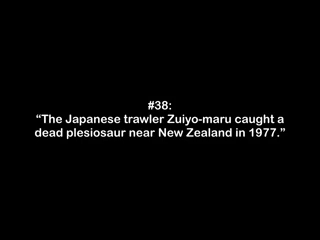 #38:
“The Japanese trawler Zuiyo-maru caught a
dead plesiosaur near New Zealand in 1977.”